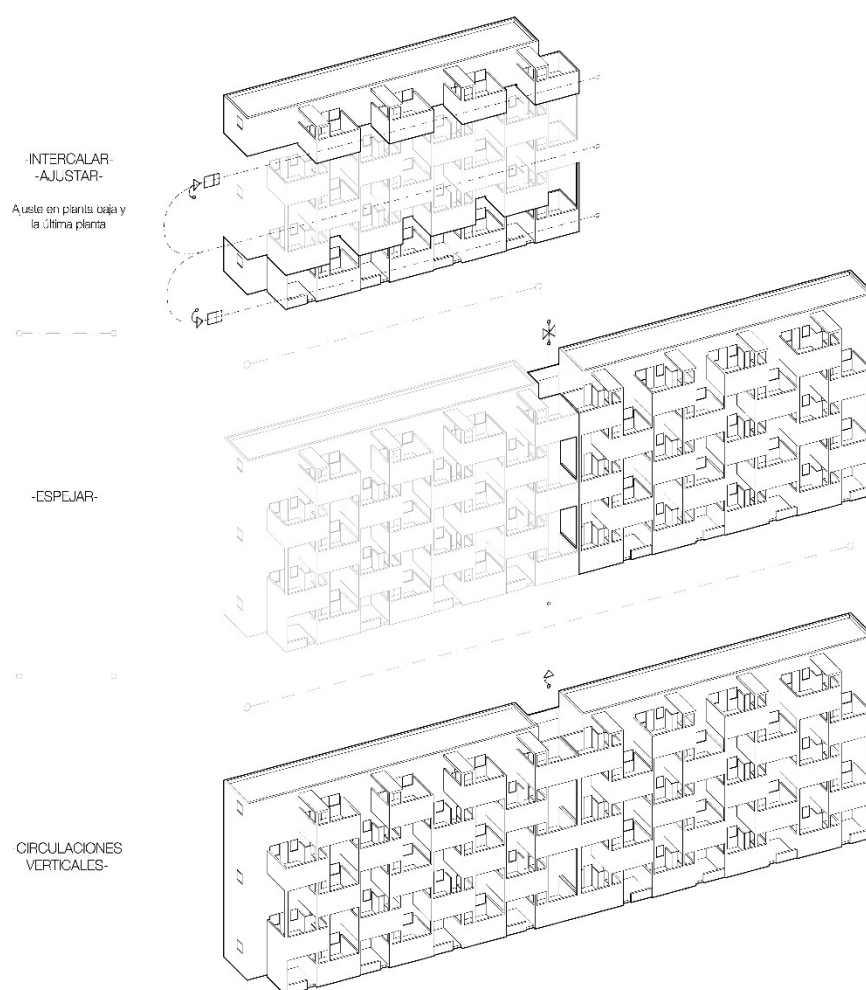 -INTERCALAR-
-AJUSTAR-
Ajuste en planta baja y
la última planta
-ESPEJAR-
-CIRCULACIONES
VERTICALES-